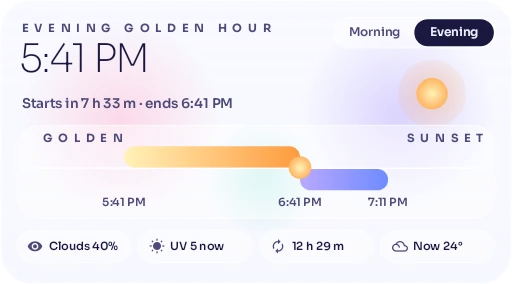 EVENING GOLDEN HOUR
5:41 PM
Morning
Evening
Starts in 7 h 33 m · ends 6:41 PM
GOLDEN
SUNSET
5:41 PM
6:41 PM
7:11 PM
Clouds 40%
UV 5 now
12 h 29 m
Now 24°